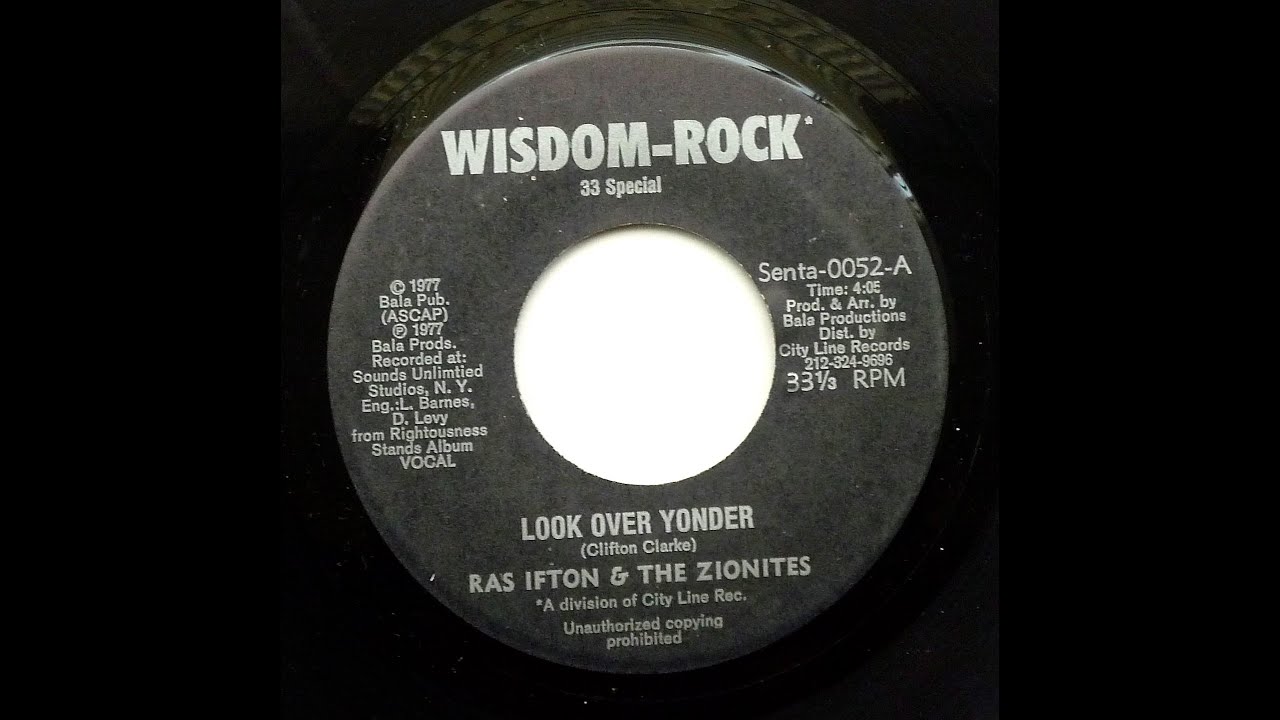 WISDOM-ROCK*
33 Special
© 1977
Bala Pub.
(ASCAP)
℗ 1977
Bala Prods.
Recorded at:
Sounds Unlimtied
Studios, N. Y.
Eng.:L. Barnes,
D. Levy
from Rightousness
Stands Album
VOCAL
Senta-0052-A
Time: 4:05
Prod. & Arr. by
Bala Productions
Dist. by
City Line Records
212-324-9696
33⅓ RPM
LOOK OVER YONDER
(Clifton Clarke)
RAS IFTON & THE ZIONITES
*A division of City Line Rec.
Unauthorized copying
prohibited